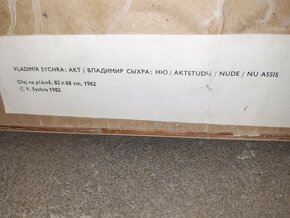 VLADIMÍR SYCHRA: AKT / ВЛАДИМИР СЫХРА: НЮ / AKTSTUDIE / NUDE / NU ASSIS
Olej na plátně, 82 × 68 cm, 1962
© V. Sychra 1982